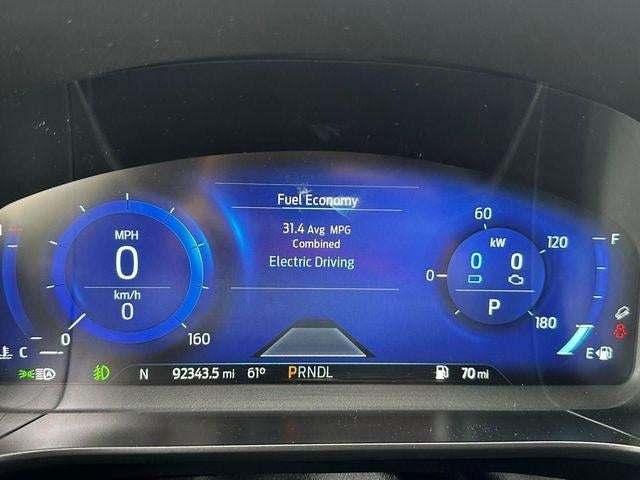 Fuel Economy
31.4 Avg MPG
Combined
Electric Driving
MPH
0
km/h
0
0
160
60
kW
0 0
0
120
180
P
F
E
H
C
A
N 92343.5 mi 61° PRNDL 70 mi